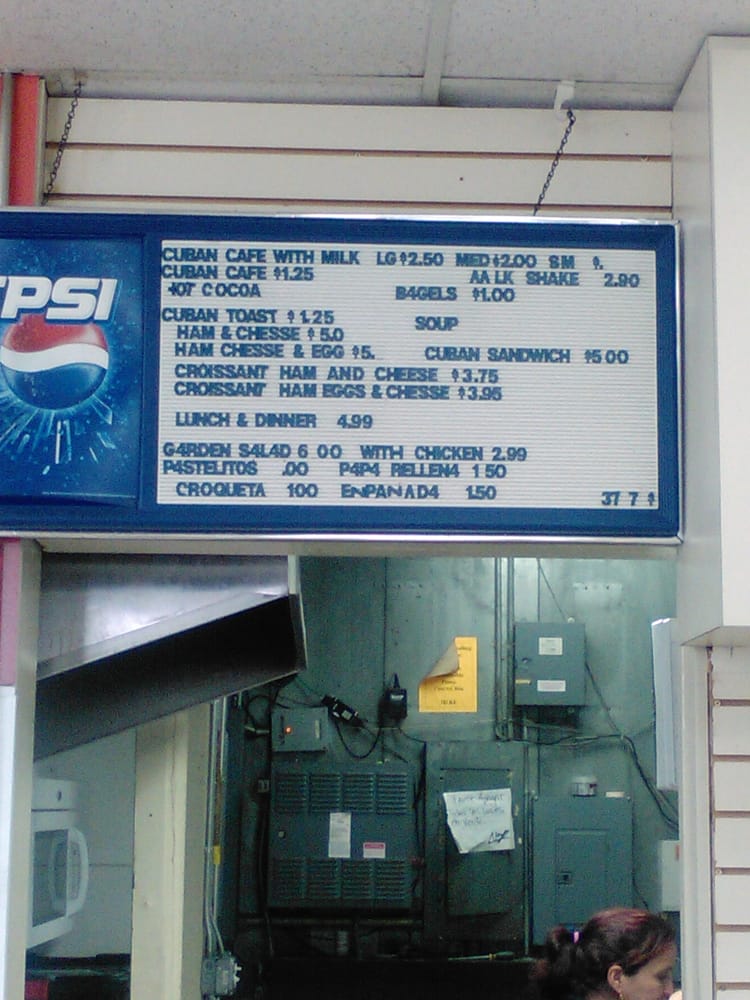 PEPSI
CUBAN CAFE WITH MILK LG $2.50 MED $2.00 SM $.
CUBAN CAFE $1.25 AA LK SHAKE 2.90
HOT COCOA B4GELS $1.00
CUBAN TOAST $1.25 SOUP
HAM & CHESSE $5.0
HAM CHESSE & EGG $5. CUBAN SANDWICH $5 00
CROISSANT HAM AND CHEESE $3.75
CROISSANT HAM EGGS & CHESSE $3.95
LUNCH & DINNER 4.99
G4RDEN S4L4D 6 00 WITH CHICKEN 2.99
P4STELITOS .00 P4P4 RELLEN4 1 50
CROQUETA 100 ENPANAD4 1.50
37 7 $